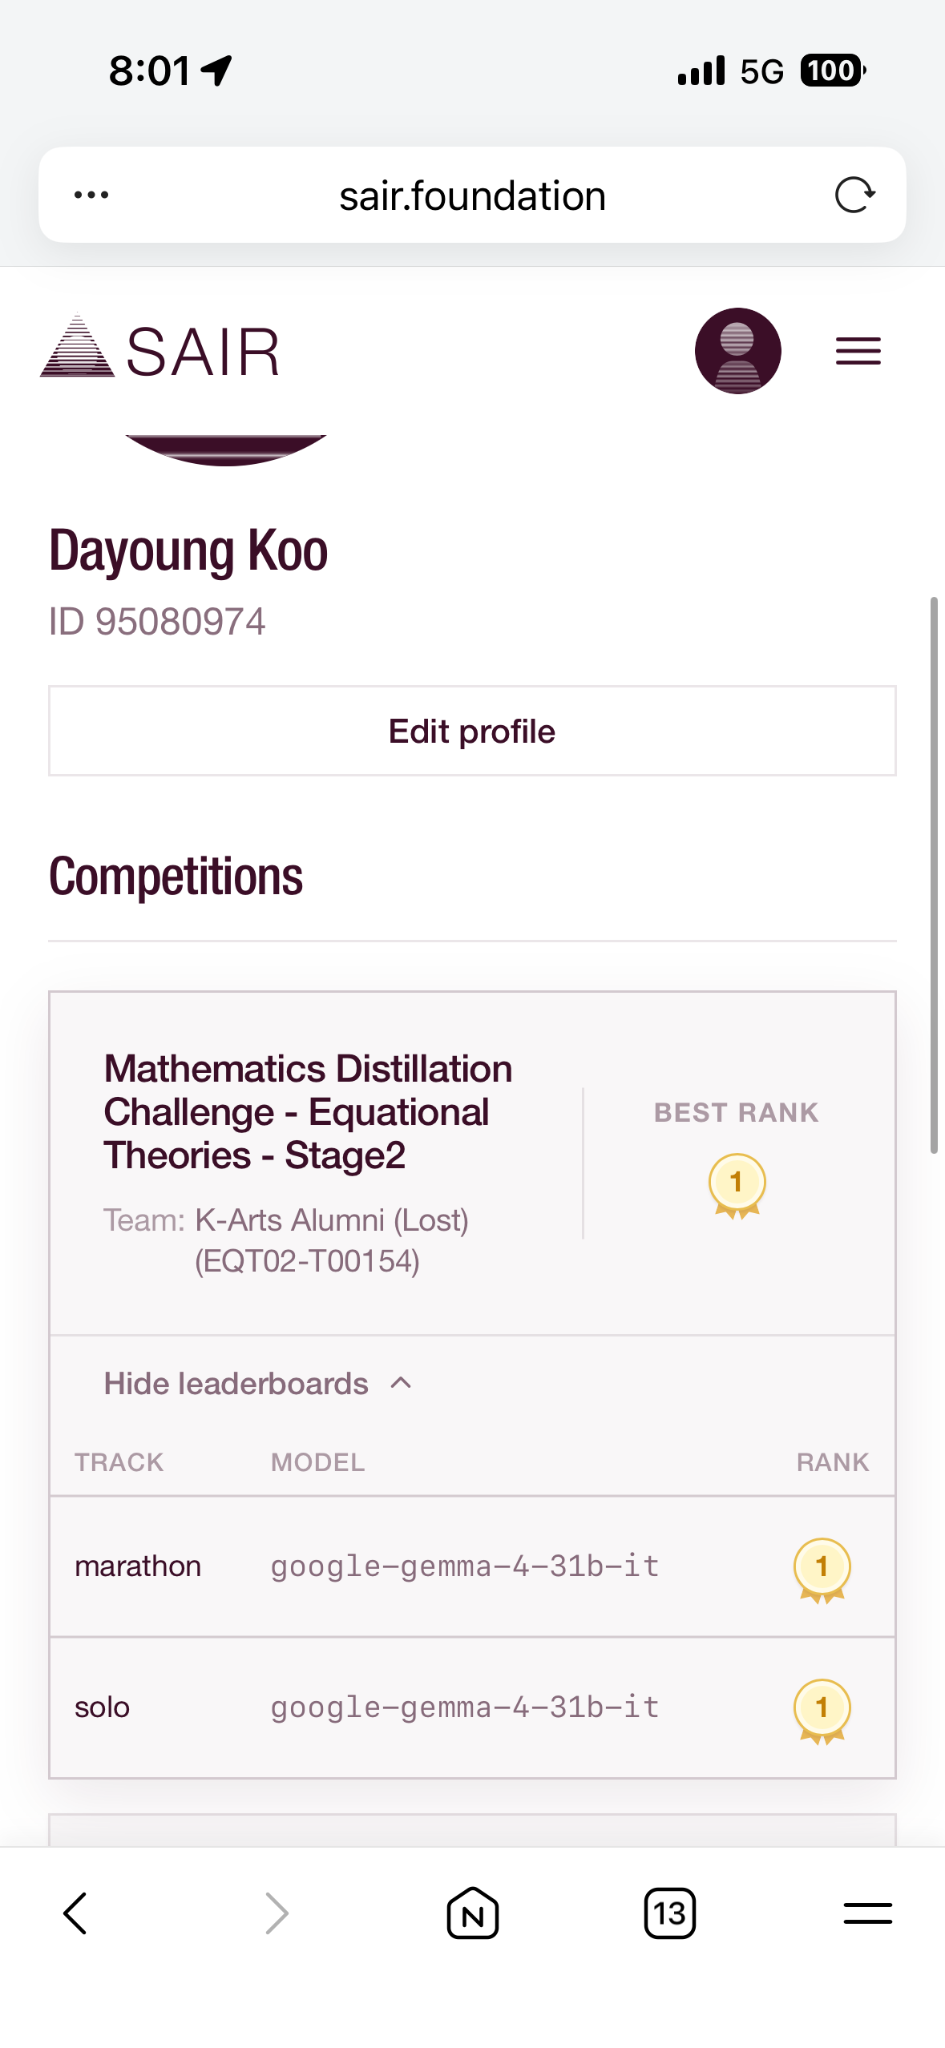 8:01
5G
100
sair.foundation
SAIR
Dayoung Koo
ID 95080974
Edit profile
Competitions
Mathematics Distillation
Challenge - Equational
Theories - Stage2
Team: K-Arts Alumni (Lost)
(EQT02-T00154)
BEST RANK
1
Hide leaderboards
TRACK MODEL RANK
marathon google-gemma-4-31b-it 1
solo google-gemma-4-31b-it 1
N
13